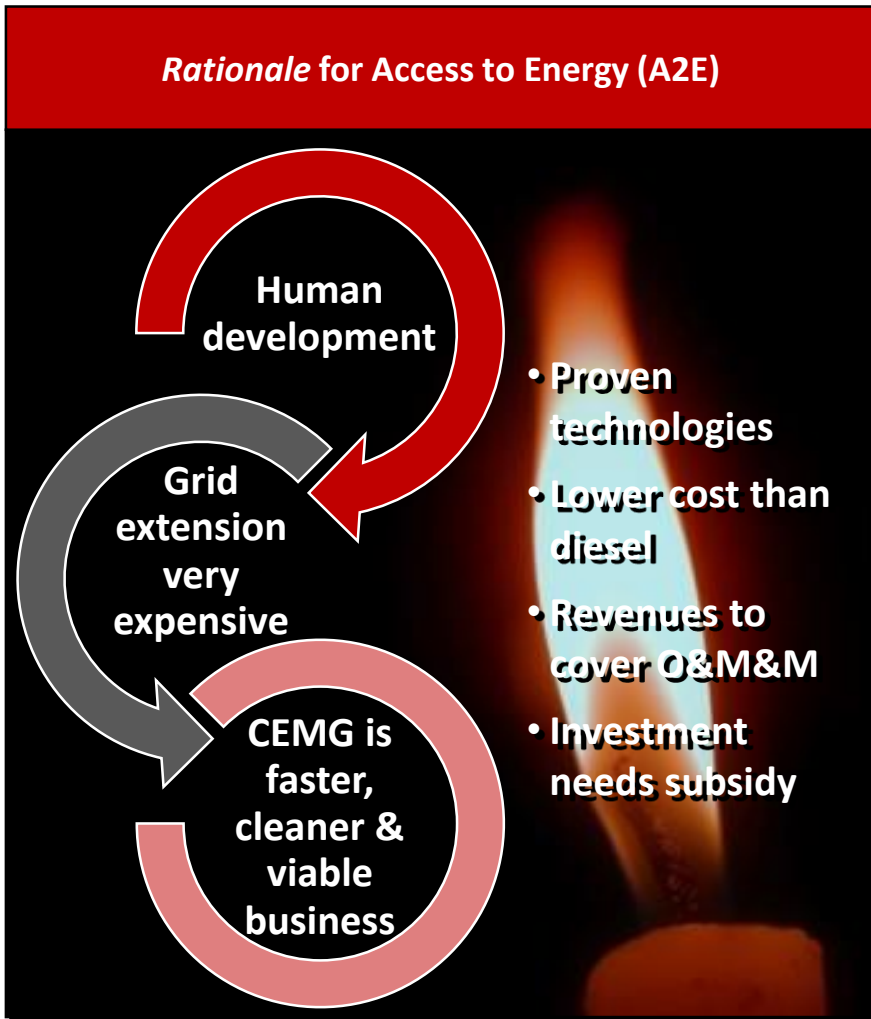 Rationale for Access to Energy (A2E)
Human
development
Grid
extension
very
expensive
CEMG is
faster,
cleaner &
viable
business
• Proven
technologies
• Lower cost than
diesel
• Revenues to
cover O&M&M
• Investment
needs subsidy